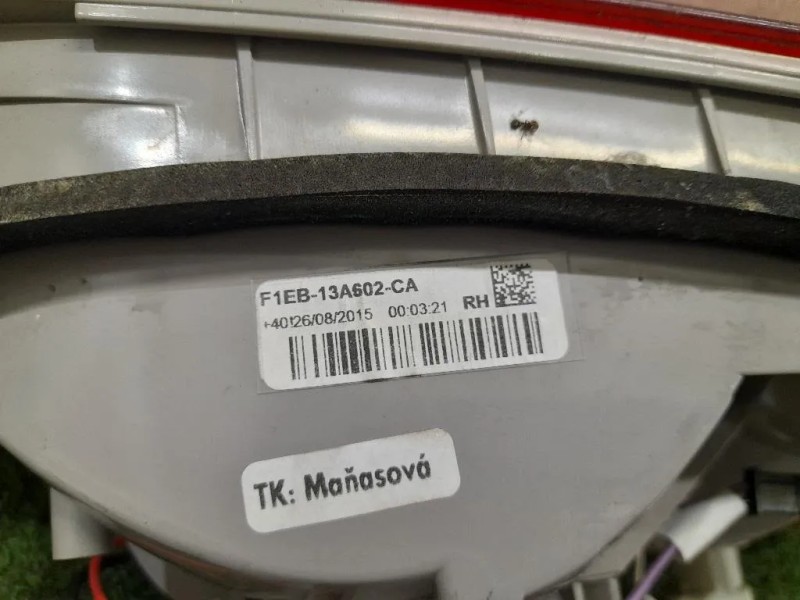 F1EB-13A602-CA
+40!26/08/2015 00:03:21 RH
TK: Maňasová